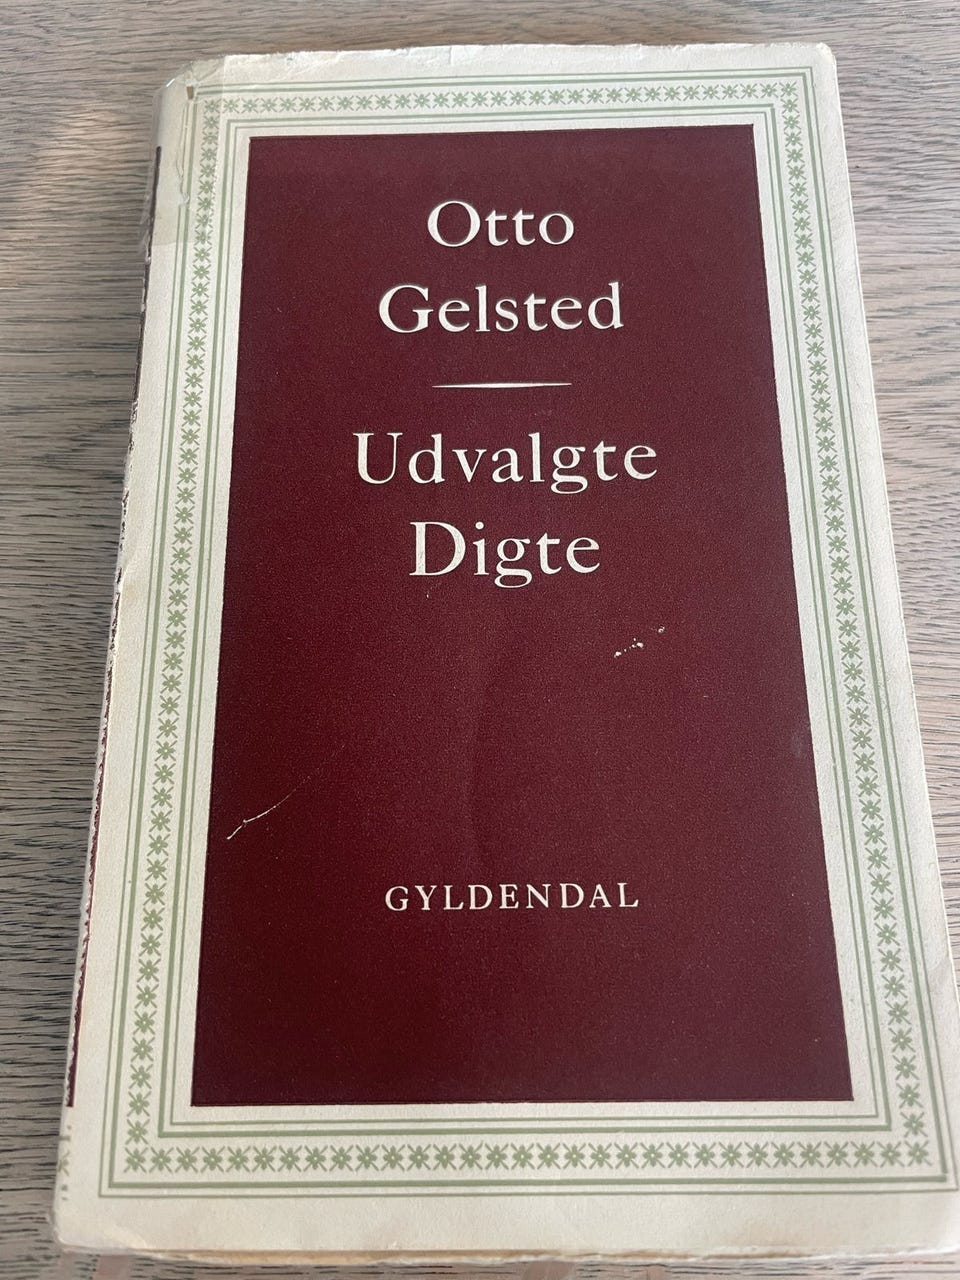 Otto
Gelsted
Udvalgte
Digte
GYLDENDAL